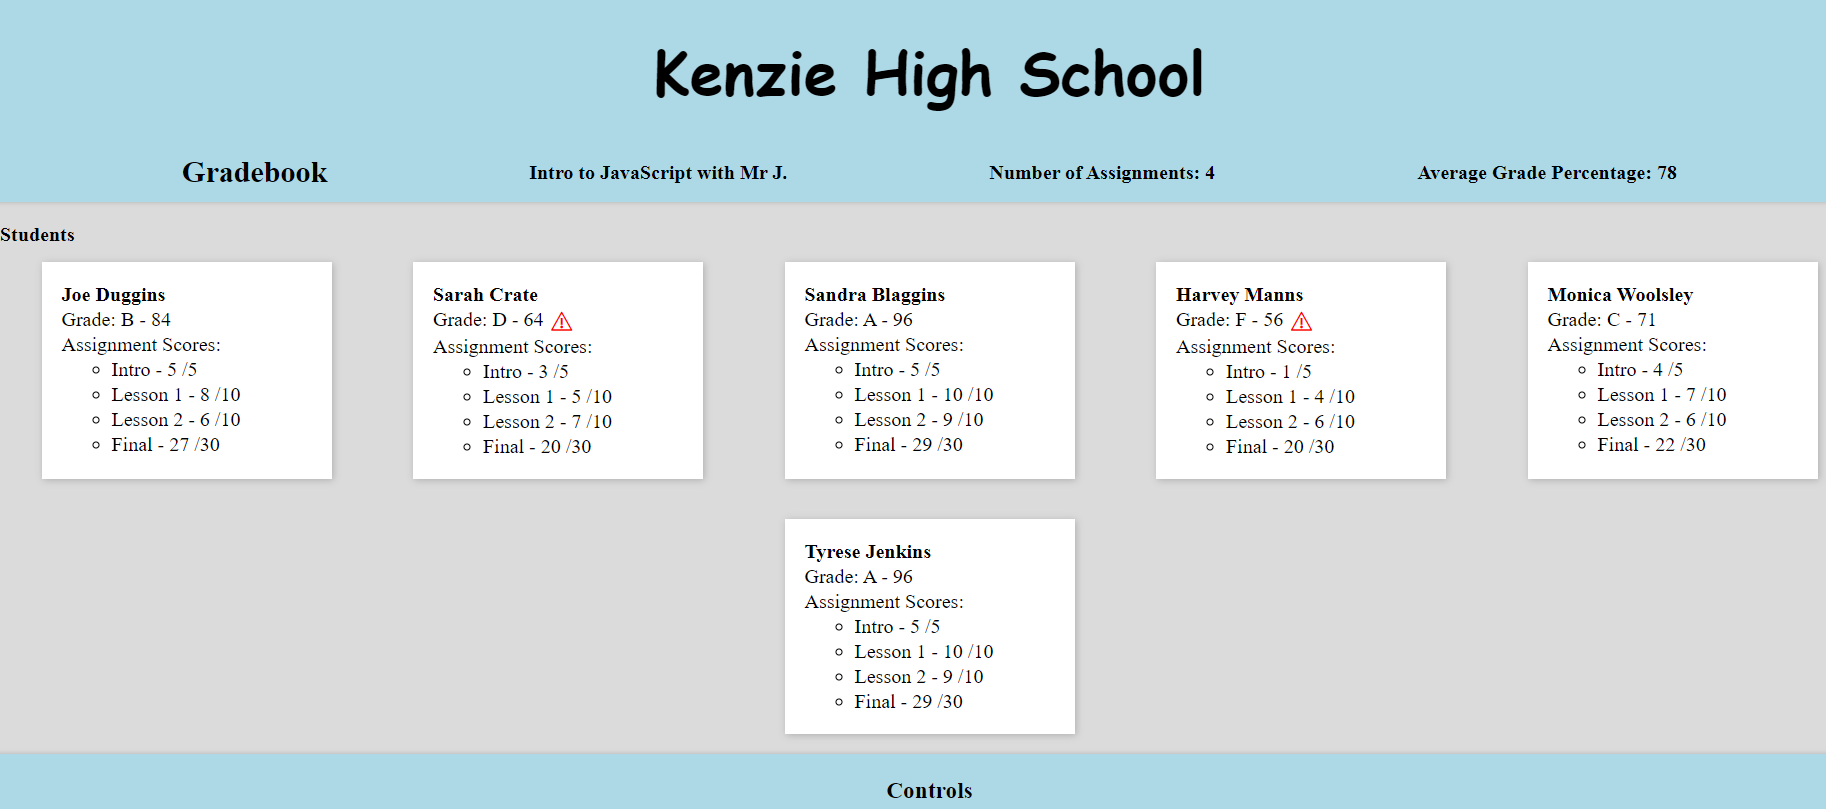 Kenzie High School
Gradebook
Intro to JavaScript with Mr J.
Number of Assignments: 4
Average Grade Percentage: 78
Students
Joe Duggins
Grade: B - 84
Assignment Scores:
Intro - 5 /5
Lesson 1 - 8 /10
Lesson 2 - 6 /10
Final - 27 /30
Sarah Crate
Grade: D - 64
Assignment Scores:
Intro - 3 /5
Lesson 1 - 5 /10
Lesson 2 - 7 /10
Final - 20 /30
Sandra Blaggins
Grade: A - 96
Assignment Scores:
Intro - 5 /5
Lesson 1 - 10 /10
Lesson 2 - 9 /10
Final - 29 /30
Harvey Manns
Grade: F - 56
Assignment Scores:
Intro - 1 /5
Lesson 1 - 4 /10
Lesson 2 - 6 /10
Final - 20 /30
Monica Woolsley
Grade: C - 71
Assignment Scores:
Intro - 4 /5
Lesson 1 - 7 /10
Lesson 2 - 6 /10
Final - 22 /30
Tyrese Jenkins
Grade: A - 96
Assignment Scores:
Intro - 5 /5
Lesson 1 - 10 /10
Lesson 2 - 9 /10
Final - 29 /30
Controls